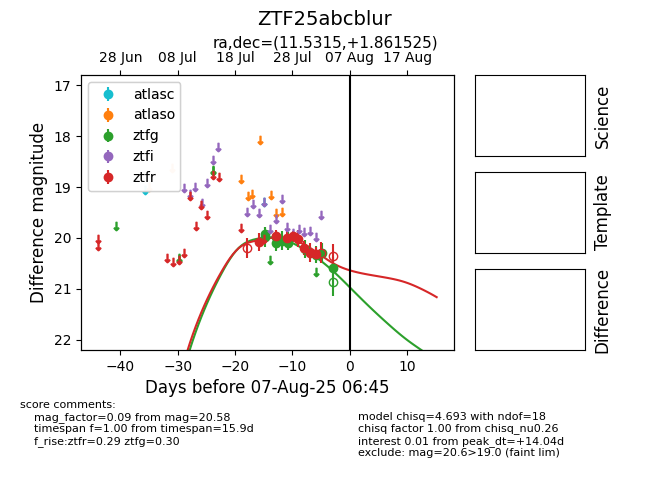 ZTF25abcblur
ra,dec=(11.5315,+1.861525)
28 Jun 08 Jul 18 Jul 28 Jul 07 Aug 17 Aug
17
18
19
20
21
22
Difference magnitude
atlasc
atlaso
ztfg
ztfi
ztfr
−40 −30 −20 −10 0 10
Days before 07-Aug-25 06:45
Science
Template
Difference
score comments:
mag_factor=0.09 from mag=20.58
timespan f=1.00 from timespan=15.9d
f_rise:ztfr=0.29 ztfg=0.30
model chisq=4.693 with ndof=18
chisq factor 1.00 from chisq_nu0.26
interest 0.01 from peak_dt=+14.04d
exclude: mag=20.6>19.0 (faint lim)